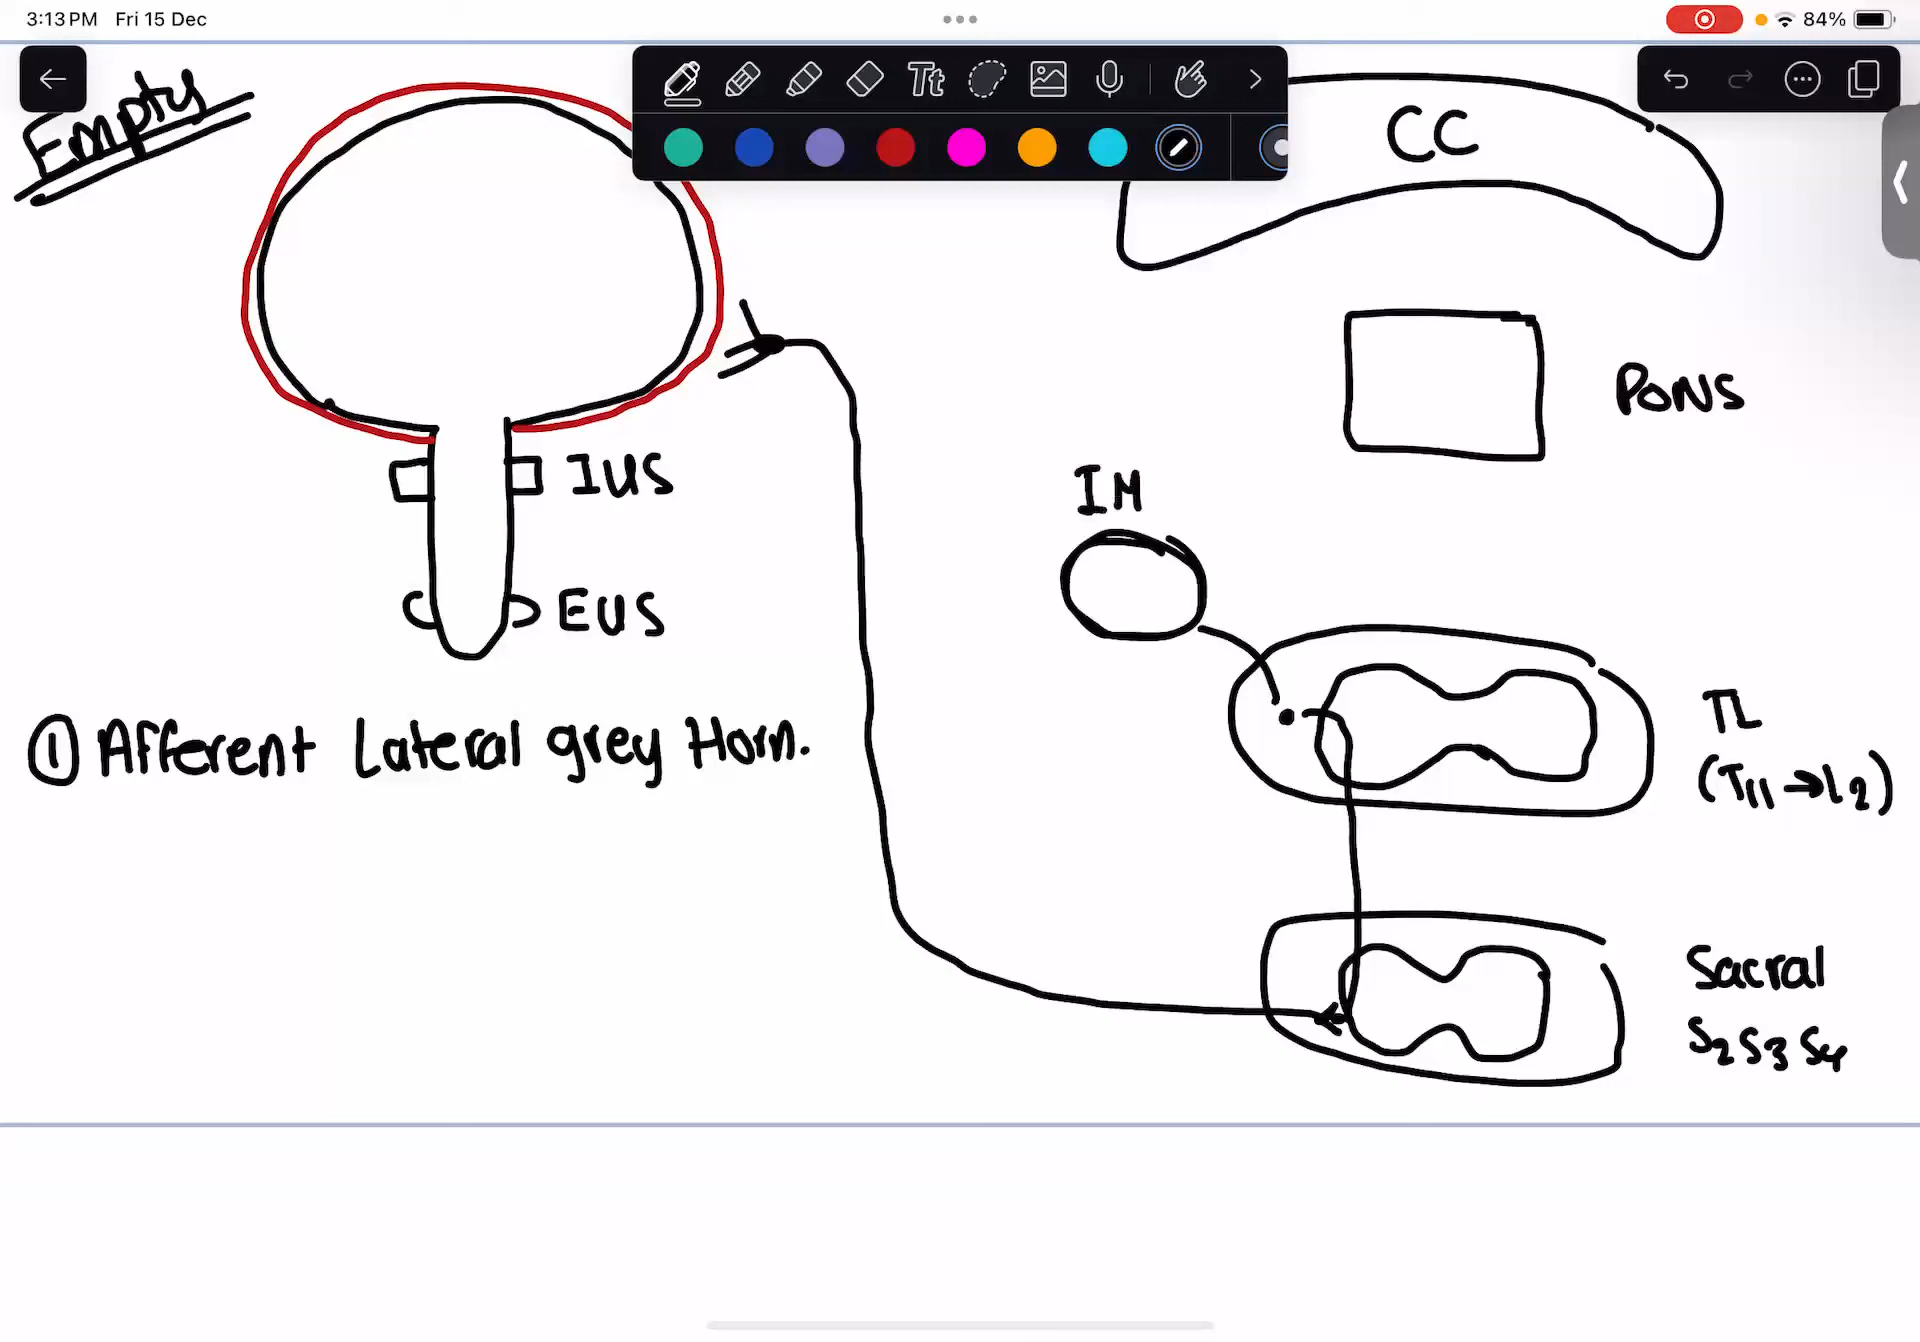 3:13 PM Fri 15 Dec
84%
Tt
Empty
CC
PONS
IUS
IM
EUS
TL
(T11→L2)
① Afferent Lateral grey Horn.
Sacral
S2 S3 S4